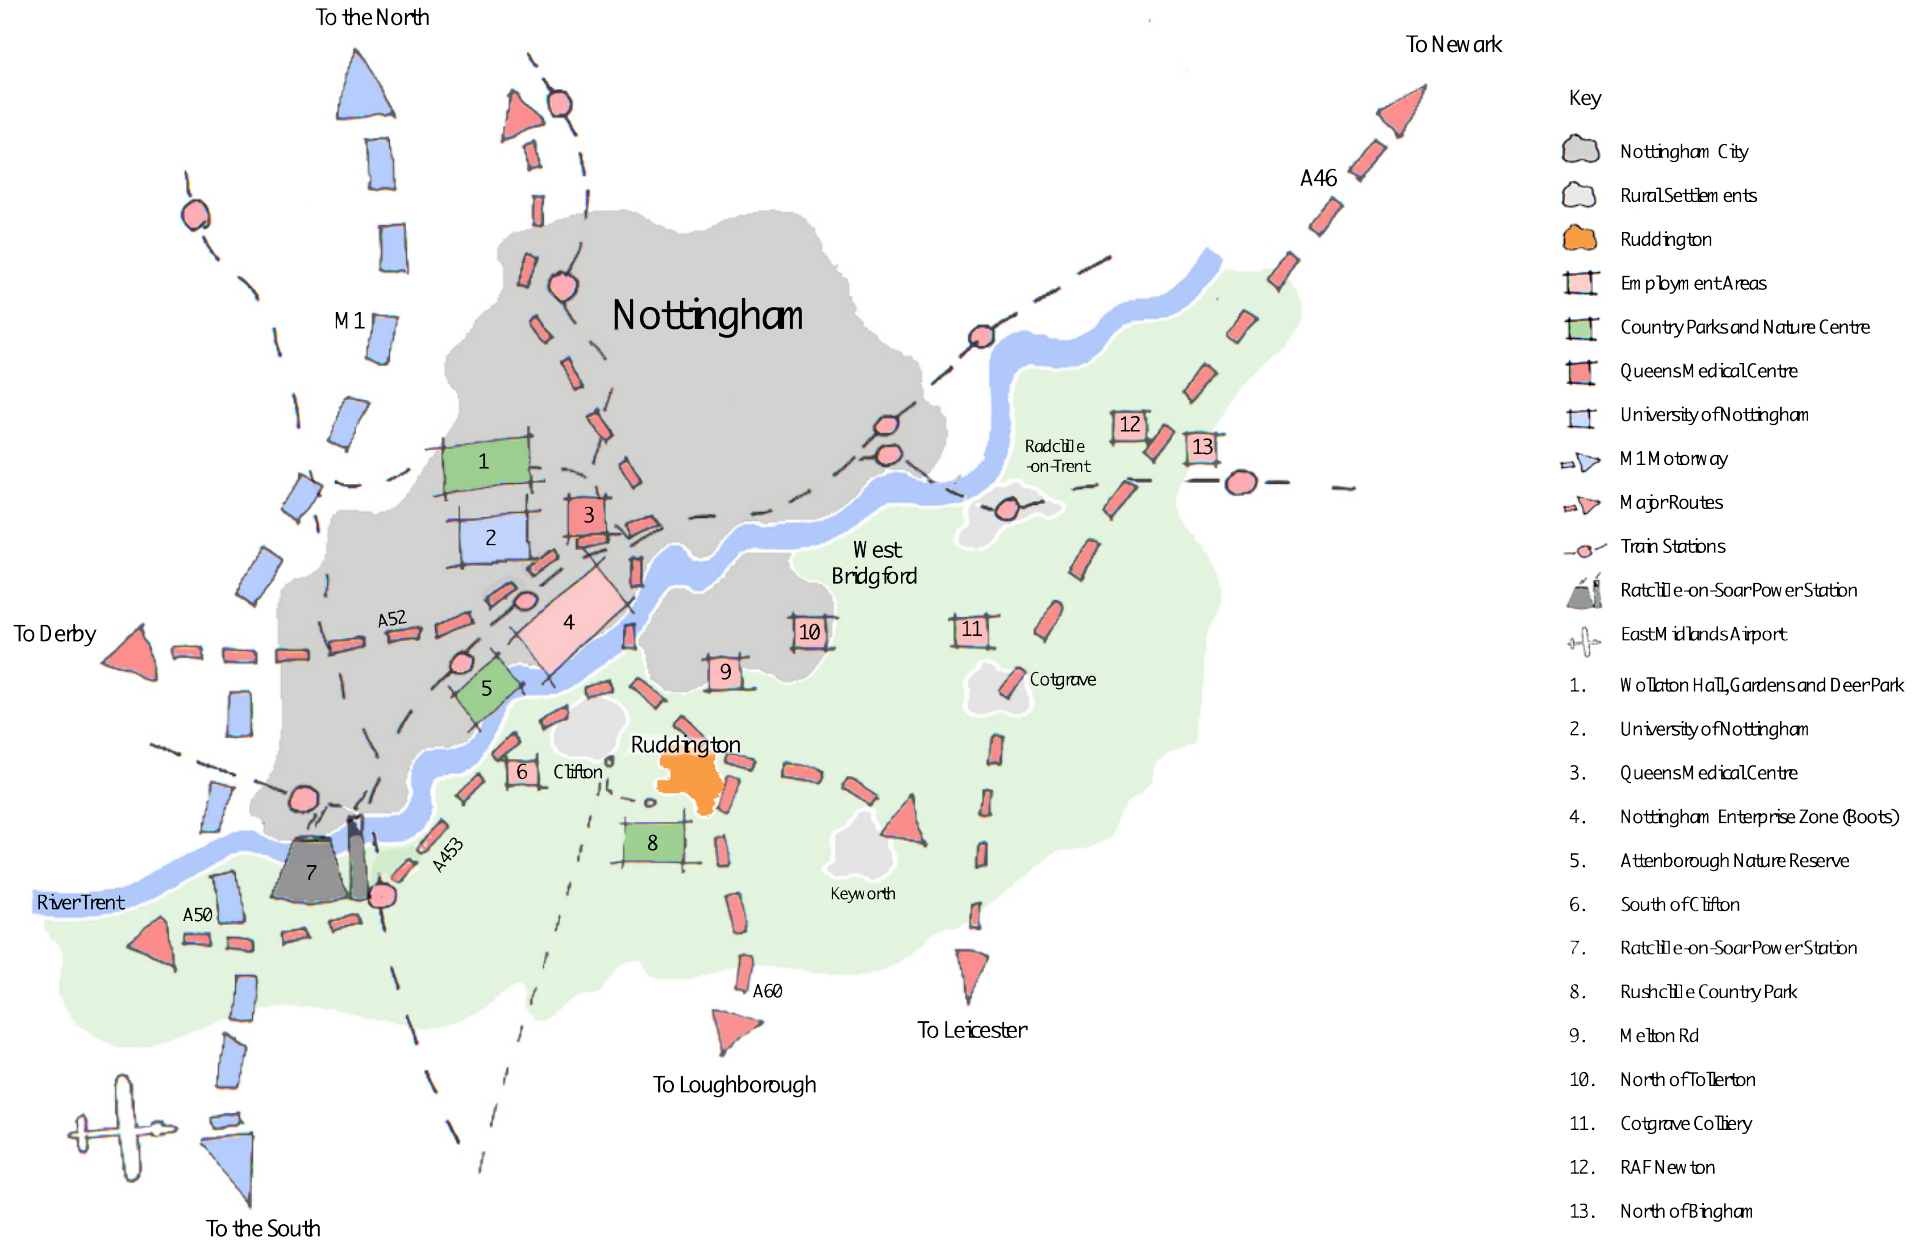 To the North
To Newark
A46
M1
Nottingham
Radcliffe
-on-Trent
12
13
1
2
3
West
Bridgford
A52
4
To Derby
10
11
5
9
Cotgrave
Ruddington
6
Clifton
8
A453
7
Keyworth
River Trent
A50
A60
To Leicester
To Loughborough
To the South
Key
Nottingham City
Rural Settlements
Ruddington
Employment Areas
Country Parks and Nature Centre
Queens Medical Centre
University of Nottingham
M1 Motorway
Major Routes
Train Stations
Ratcliffe-on-Soar Power Station
East Midlands Airport
1. Wollaton Hall, Gardens and Deer Park
2. University of Nottingham
3. Queens Medical Centre
4. Nottingham Enterprise Zone (Boots)
5. Attenborough Nature Reserve
6. South of Clifton
7. Ratcliffe-on-Soar Power Station
8. Rushcliffe Country Park
9. Melton Rd
10. North of Tollerton
11. Cotgrave Colliery
12. RAF Newton
13. North of Bingham